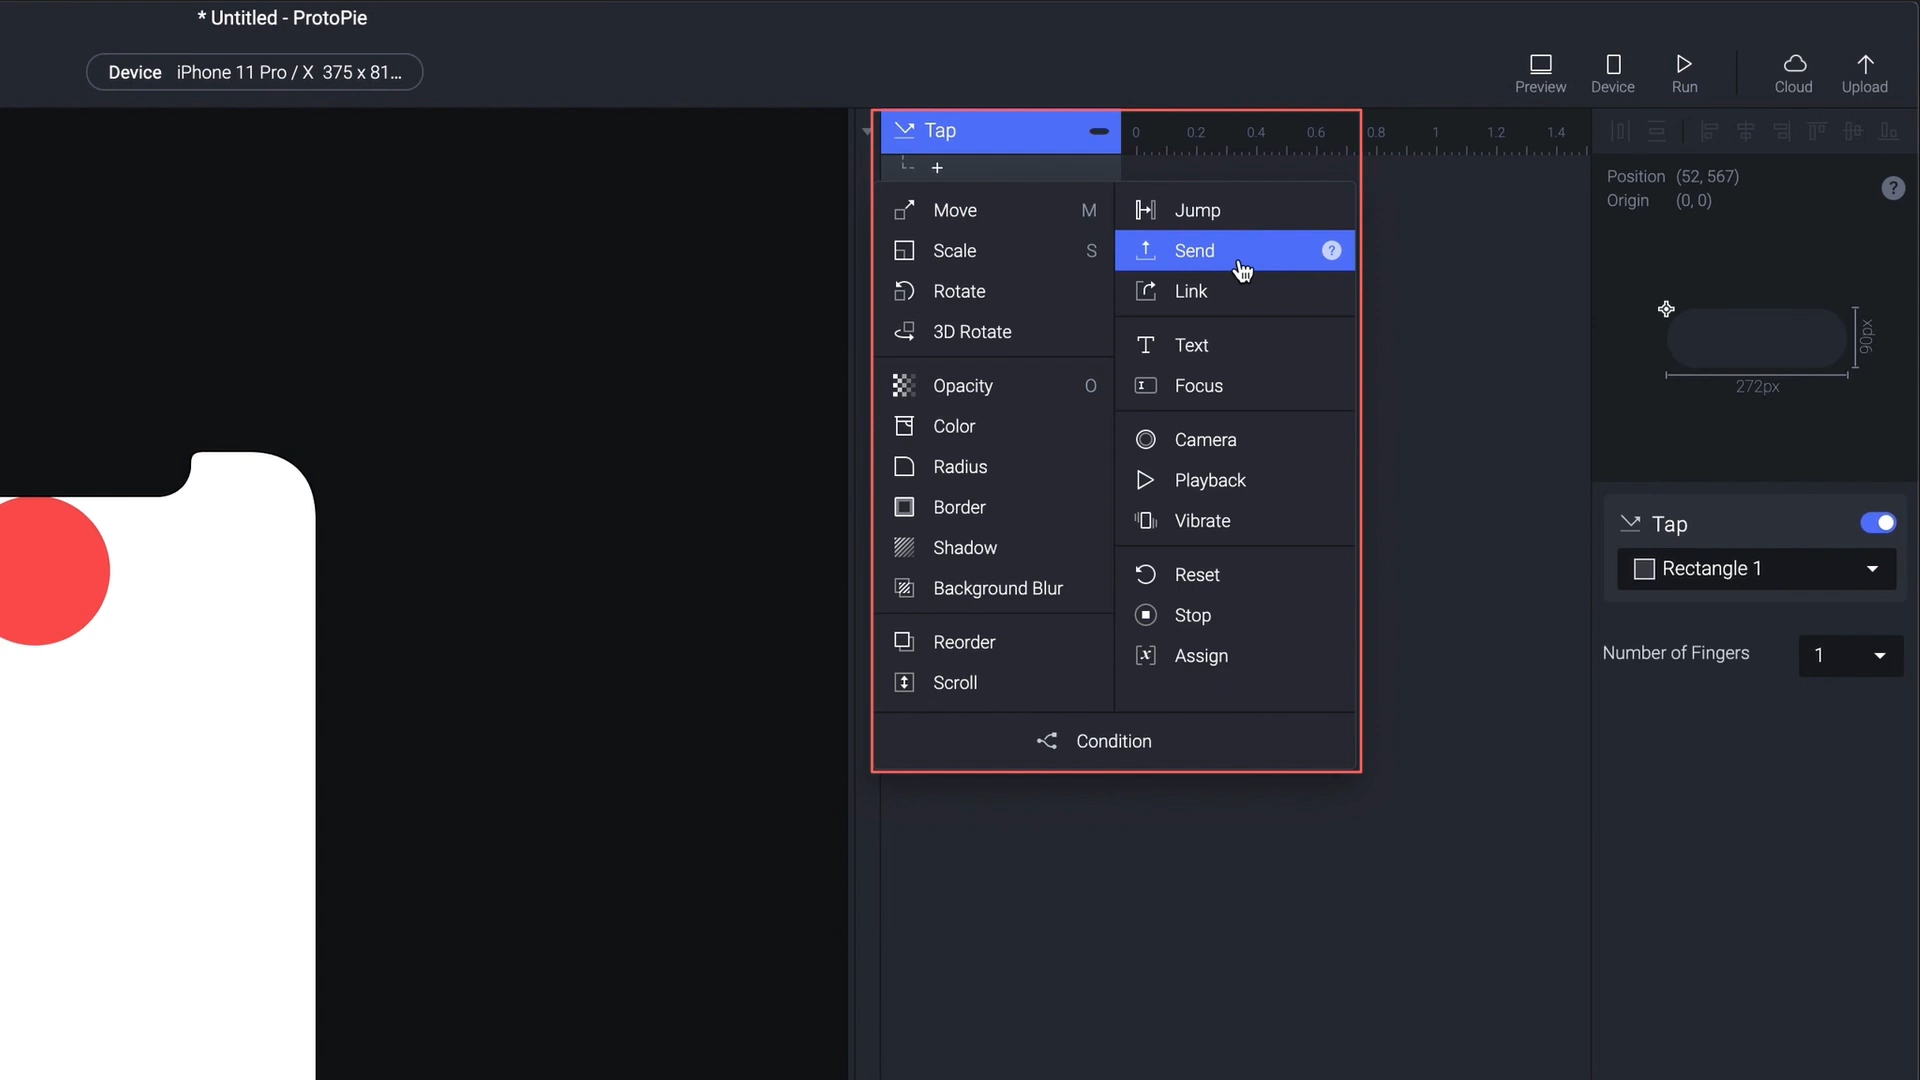 * Untitled - ProtoPie
Device iPhone 11 Pro / X 375 x 81...
Preview
Device
Run
Cloud
Upload
Tap
0 0.2 0.4 0.6 0.8 1 1.2 1.4
+
Move M
Scale S
Rotate
3D Rotate
Opacity O
Color
Radius
Border
Shadow
Background Blur
Reorder
Scroll
Jump
Send ?
Link
Text
Focus
Camera
Playback
Vibrate
Reset
Stop
Assign
Condition
Position (52, 567)
Origin (0, 0)
?
90px
272px
Tap
Rectangle 1
Number of Fingers 1